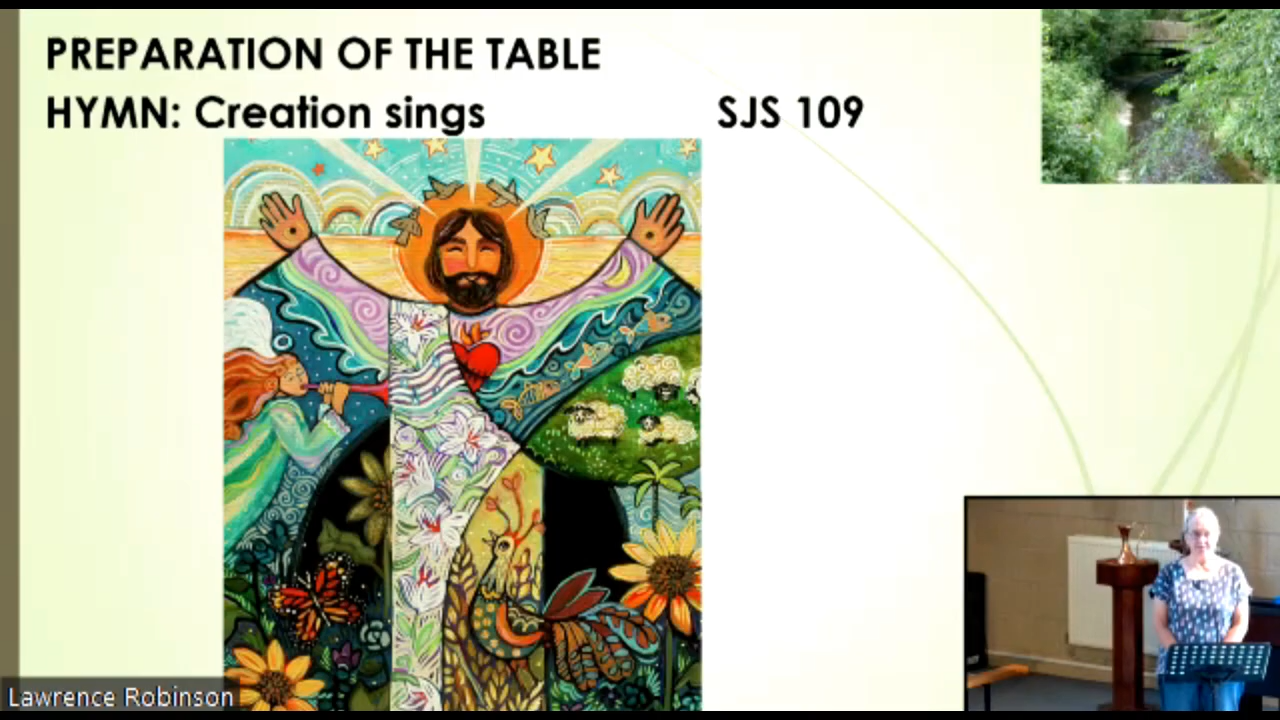 PREPARATION OF THE TABLE
HYMN: Creation sings SJS 109
Lawrence Robinson